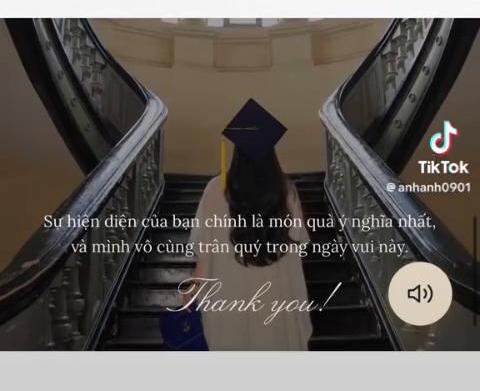 TikTok
@anhanh0901
Sự hiện diện của bạn chính là món quà ý nghĩa nhất,
và mình vô cùng trân quý trong ngày vui này.
Thank you!